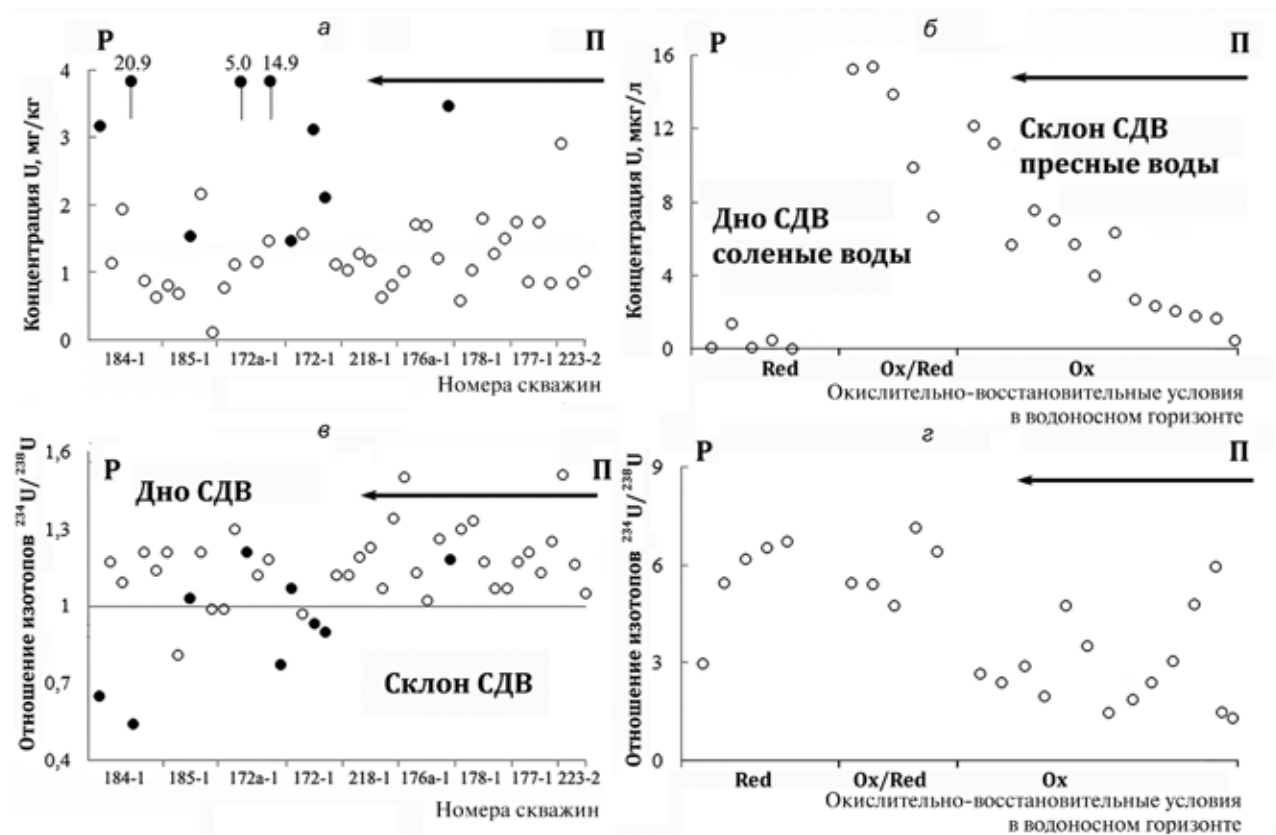 а
Р
П
20.9
5.0
14.9
4
3
2
1
0
Концентрация U, мг/кг
184-1 185-1 172а-1 172-1 218-1 176а-1 178-1 177-1 223-2
Номера скважин
б
Р
П
16
12
8
4
0
Концентрация U, мкг/л
Склон СДВ
пресные воды
Дно СДВ
соленые воды
Red Ox/Red Ox
Окислительно-восстановительные условия
в водоносном горизонте
в
Р
П
1,6
1,3
1
0,7
0,4
Отношение изотопов ²³⁴U/²³⁸U
Дно СДВ
Склон СДВ
184-1 185-1 172а-1 172-1 218-1 176а-1 178-1 177-1 223-2
Номера скважин
г
Р
П
9
6
3
0
Отношение изотопов ²³⁴U/²³⁸U
Red Ox/Red Ox
Окислительно-восстановительные условия
в водоносном горизонте